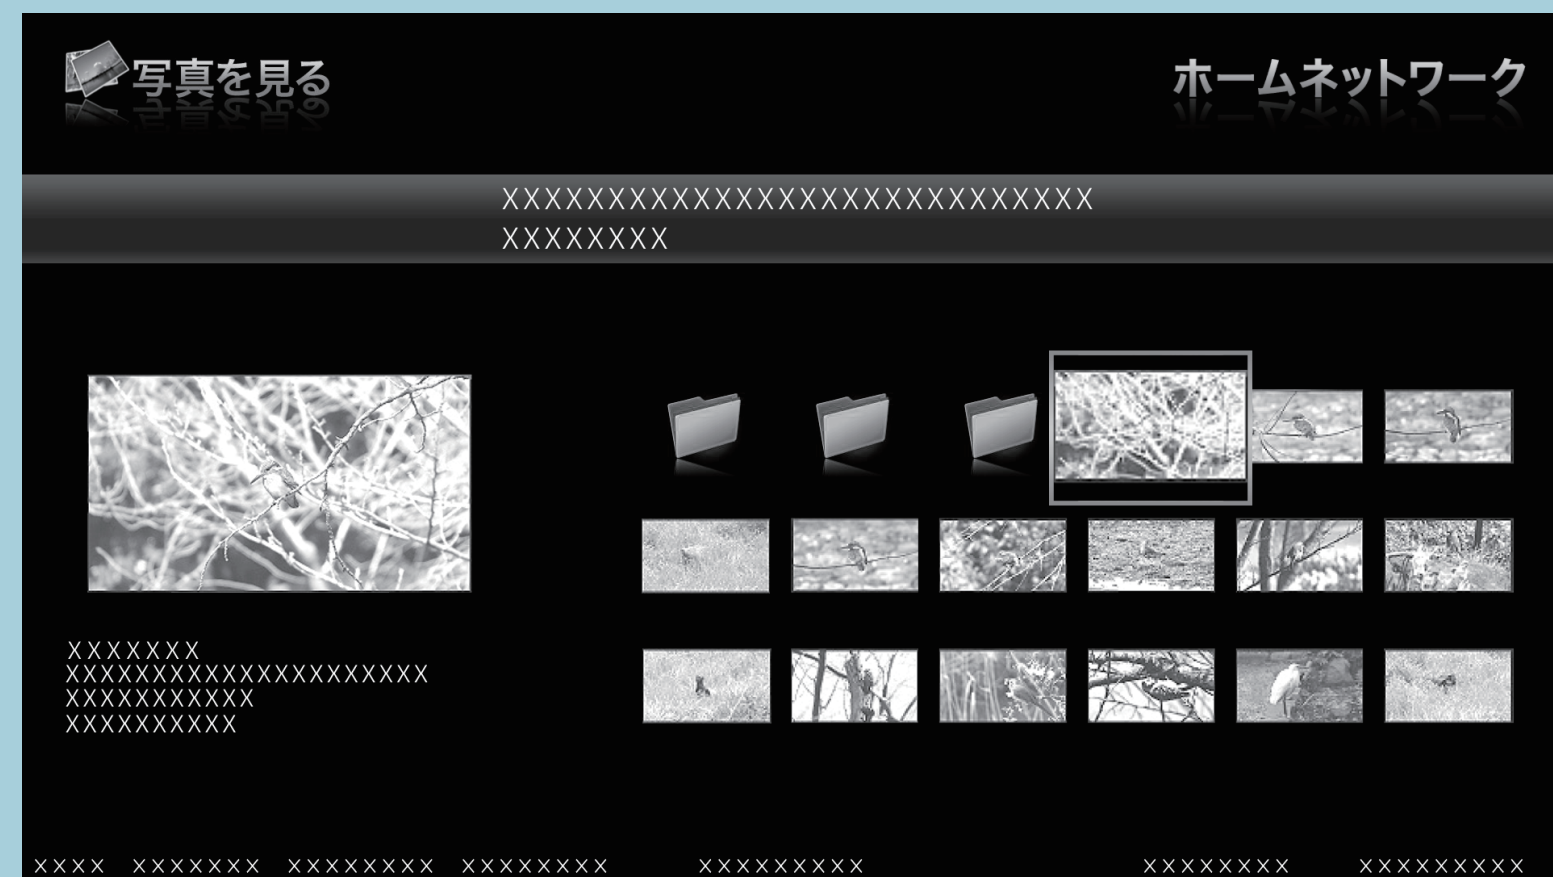 写真を見る
ホームネットワーク
XXXXXXXXXXXXXXXXXXXXXXXXXXXX
XXXXXXXX
XXXXXXX
XXXXXXXXXXXXXXXXXXX
XXXXXXXXXXX
XXXXXXXXXX
XXXX XXXXXXX XXXXXXXX XXXXXXXX XXXXXXXXX XXXXXXXX XXXXXXXXX